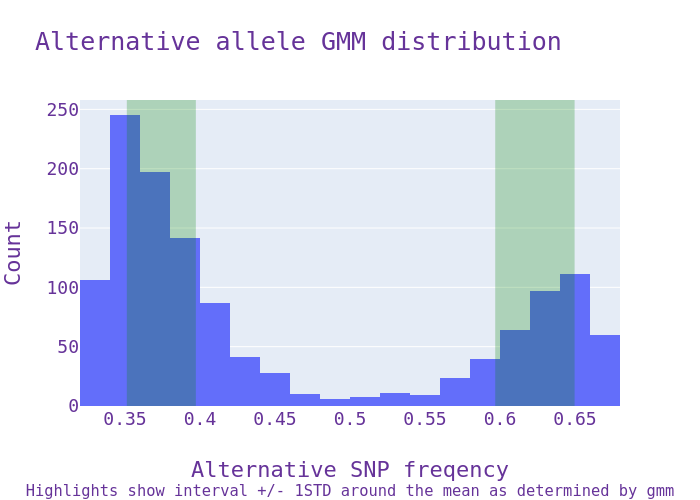 Alternative allele GMM distribution
250
200
150
100
50
0
Count
0.35 0.4 0.45 0.5 0.55 0.6 0.65
Alternative SNP freqency
Highlights show interval +/- 1STD around the mean as determined by gmm